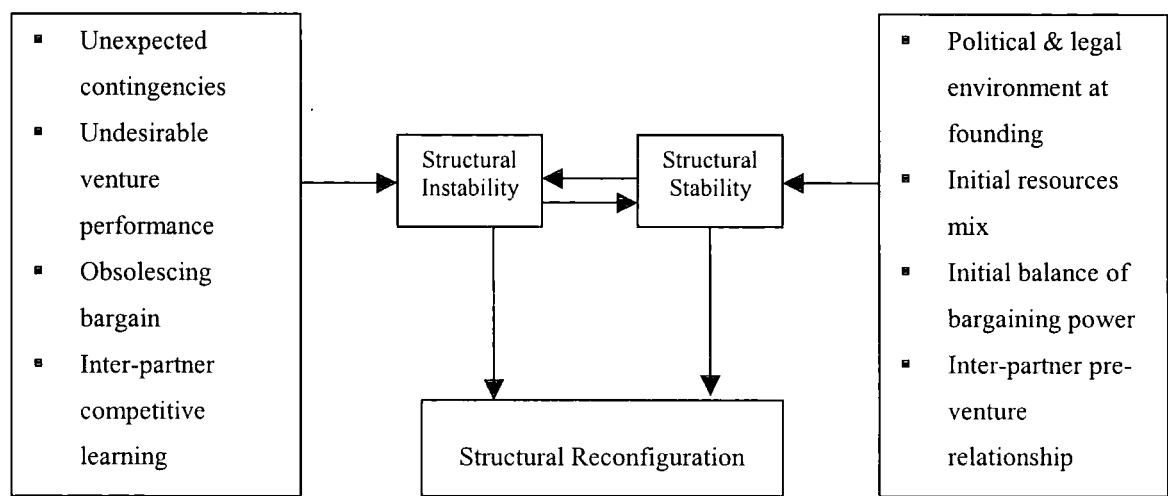 ▪ Unexpected
contingencies
▪ Undesirable
venture
performance
▪ Obsolescing
bargain
▪ Inter-partner
competitive
learning
Structural
Instability
Structural
Stability
Structural Reconfiguration
▪ Political & legal
environment at
founding
▪ Initial resources
mix
▪ Initial balance of
bargaining power
▪ Inter-partner pre-
venture
relationship